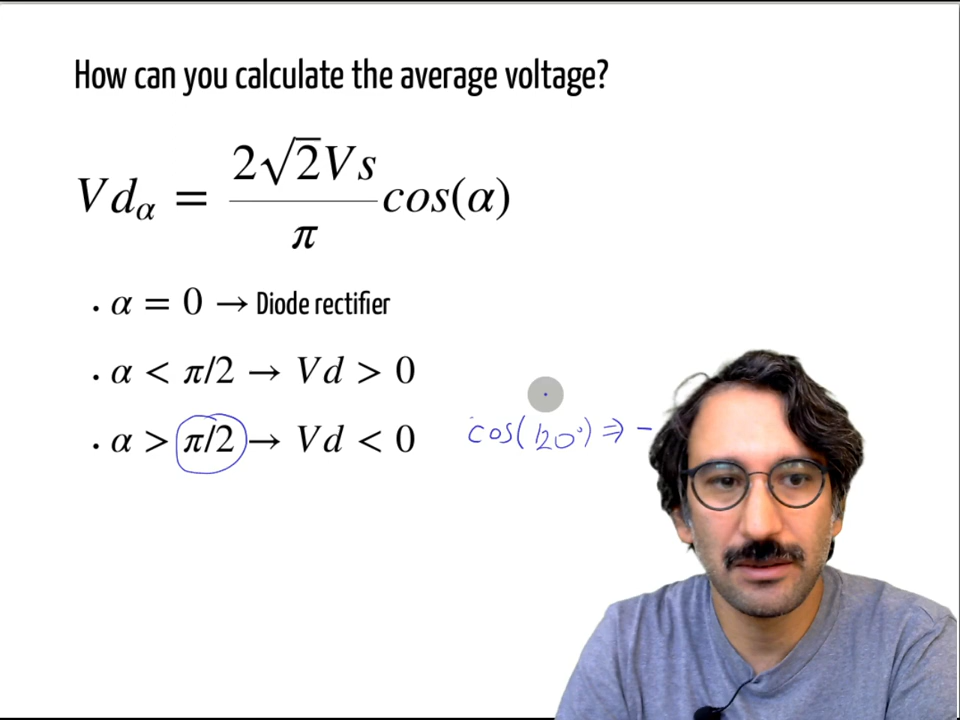 How can you calculate the average voltage?
Vdα = 2√2Vs/π cos(α)
· α = 0 → Diode rectifier
· α < π/2 → Vd > 0
· α > π/2 → Vd < 0 cos(120°) ⇒ -